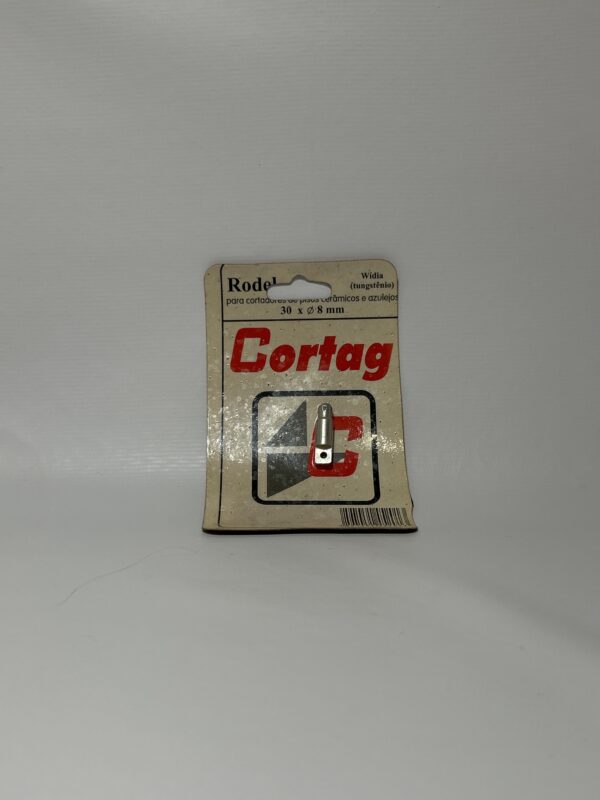 Rodel
Widia
(tungstênio)
para cortadores de pisos cerâmicos e azulejos
30 x ∅ 8 mm
Cortag
C